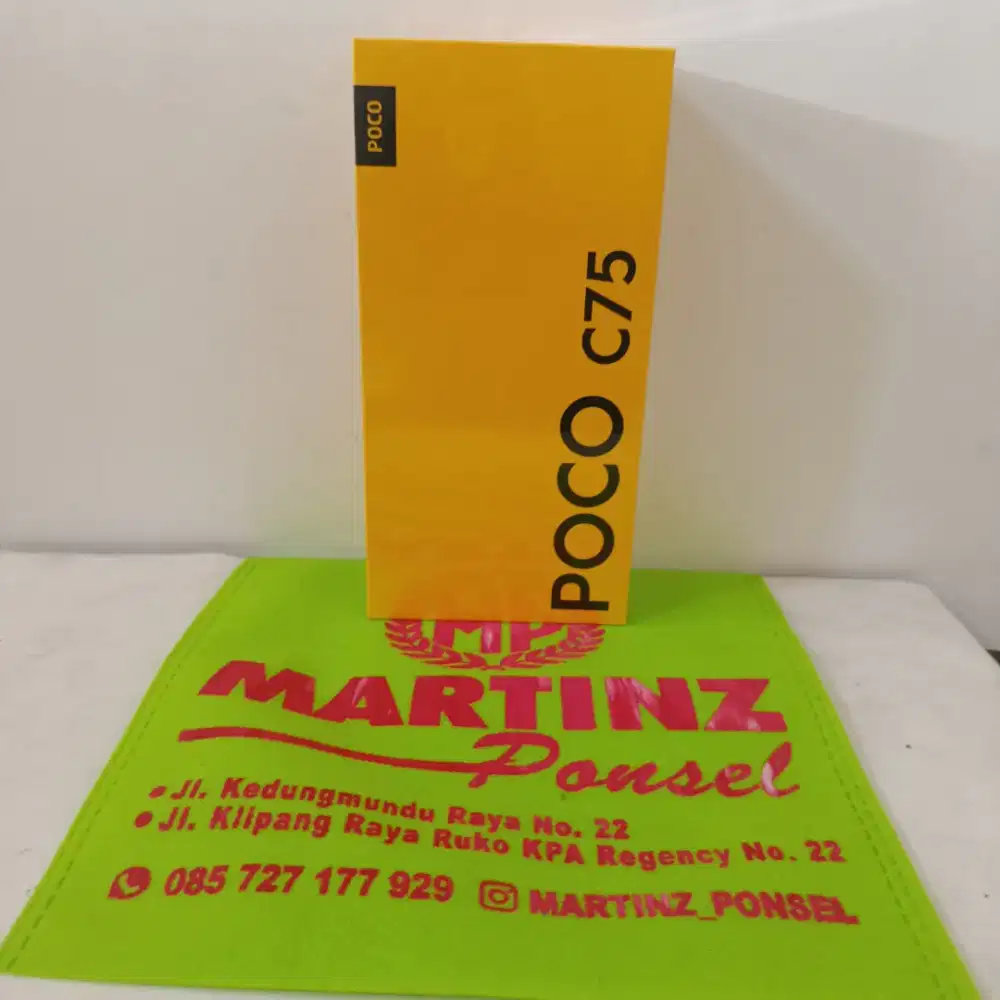 POCO
POCO C75
MP
MARTINZ
Ponsel
• Jl. Kedungmundu Raya No. 22
• Jl. Klipang Raya Ruko KPA Regency No. 22
085 727 177 929 MARTINZ_PONSEL